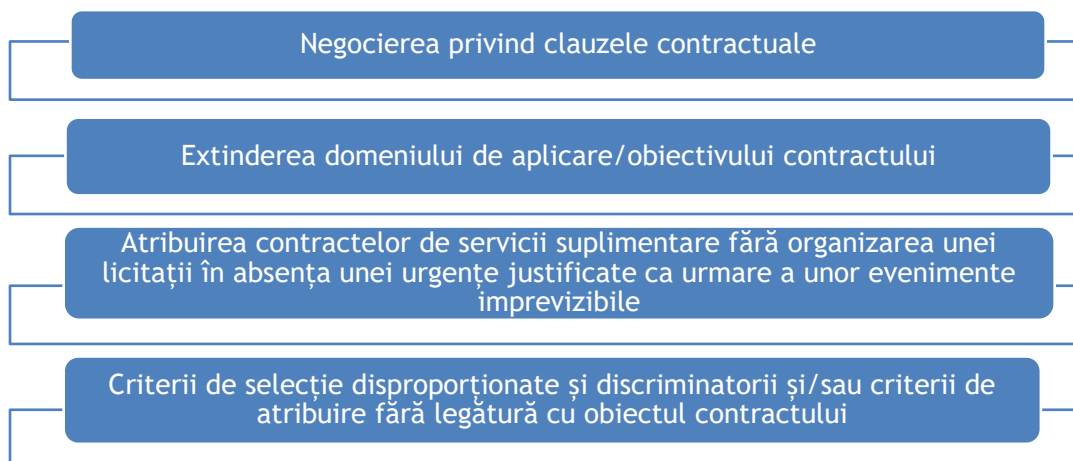 Negocierea privind clauzele contractuale
Extinderea domeniului de aplicare/obiectivului contractului
Atribuirea contractelor de servicii suplimentare fără organizarea unei
licitații în absența unei urgențe justificate ca urmare a unor evenimente
imprevizibile
Criterii de selecție disproporționate și discriminatorii și/sau criterii de
atribuire fără legătură cu obiectul contractului